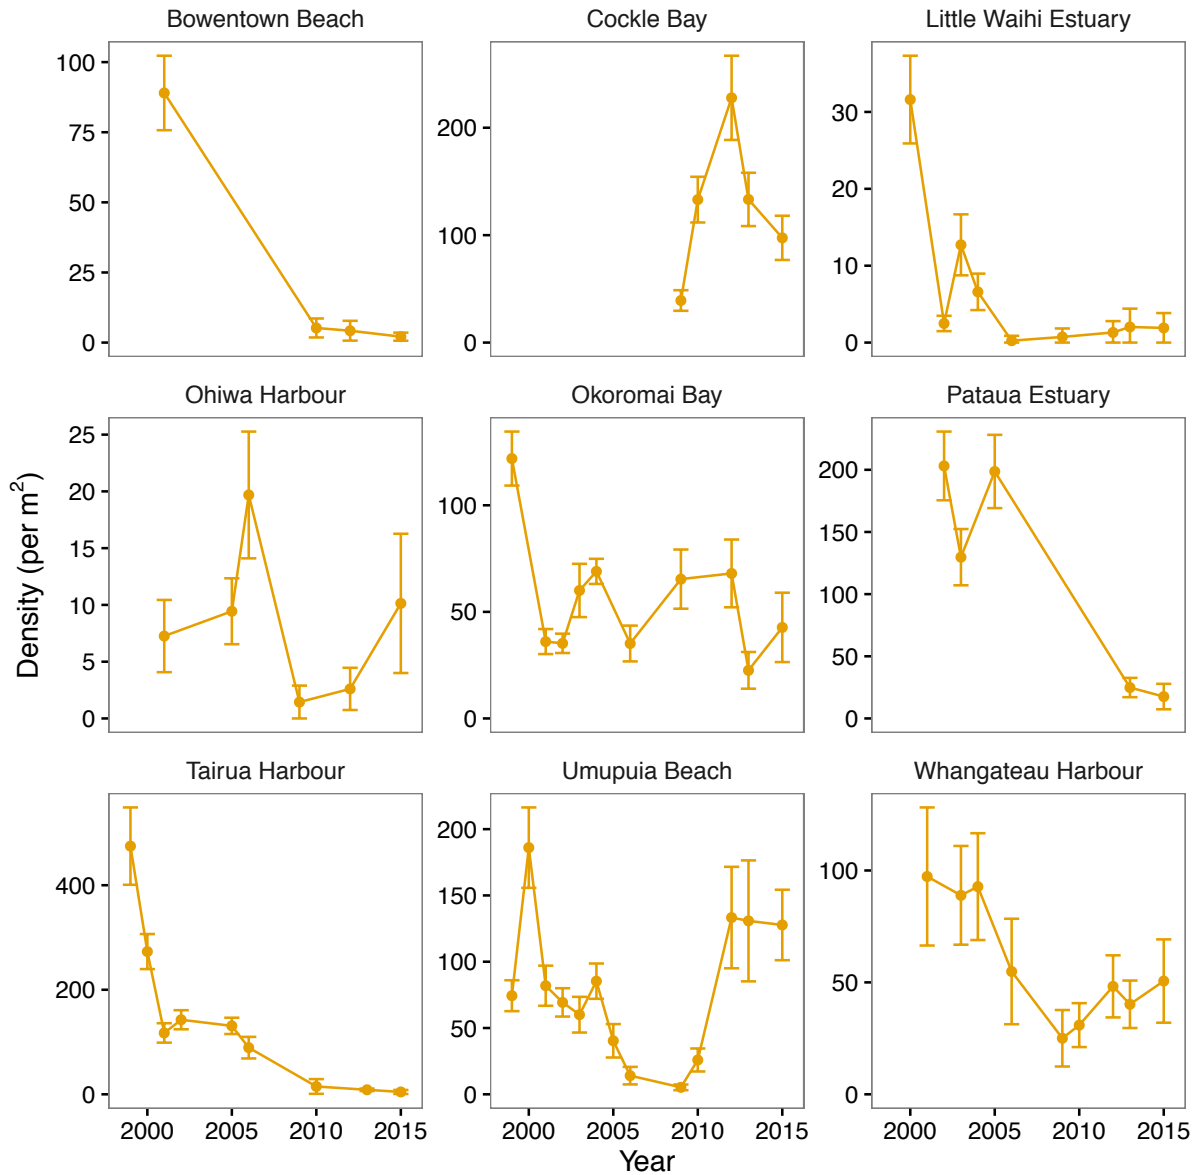 Bowentown Beach
Cockle Bay
Little Waihi Estuary
100
75
50
25
0
200
100
0
30
20
10
0
Ohiwa Harbour
Okoromai Bay
Pataua Estuary
25
20
15
10
5
0
100
50
0
200
150
100
50
0
Density (per m²)
Tairua Harbour
Umupuia Beach
Whangateau Harbour
400
200
0
200
150
100
50
0
100
50
0
2000 2005 2010 2015
2000 2005 2010 2015
2000 2005 2010 2015
Year